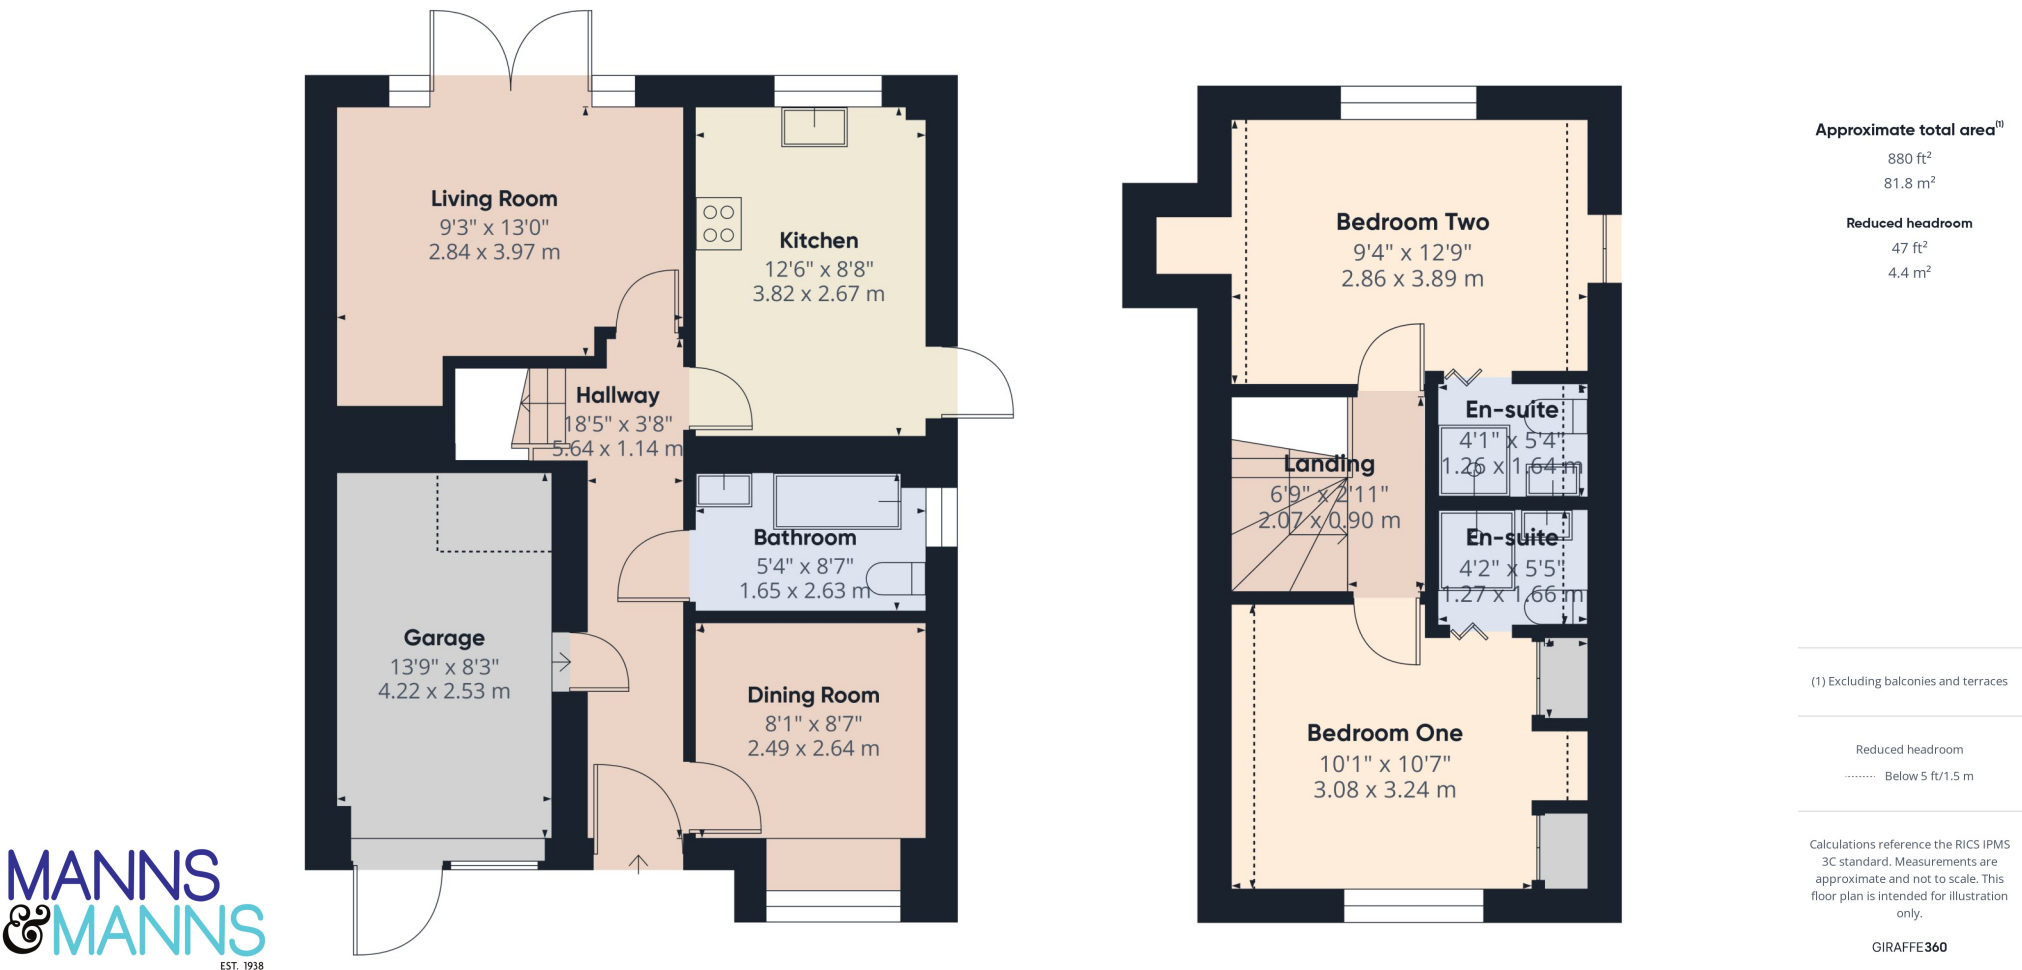 Living Room
9'3" x 13'0"
2.84 x 3.97 m
Kitchen
12'6" x 8'8"
3.82 x 2.67 m
Hallway
18'5" x 3'8"
5.64 x 1.14 m
Bathroom
5'4" x 8'7"
1.65 x 2.63 m
Garage
13'9" x 8'3"
4.22 x 2.53 m
Dining Room
8'1" x 8'7"
2.49 x 2.64 m
Bedroom Two
9'4" x 12'9"
2.86 x 3.89 m
En-suite
4'1" x 5'4"
1.26 x 1.64 m
Landing
6'9" x 2'11"
2.07 x 0.90 m
En-suite
4'2" x 5'5"
1.27 x 1.66 m
Bedroom One
10'1" x 10'7"
3.08 x 3.24 m
Approximate total area(1)
880 ft²
81.8 m²
Reduced headroom
47 ft²
4.4 m²
(1) Excluding balconies and terraces
Reduced headroom
Below 5 ft/1.5 m
Calculations reference the RICS IPMS
3C standard. Measurements are
approximate and not to scale. This
floor plan is intended for illustration
only.
GIRAFFE360
MANNS
&MANNS
EST. 1938